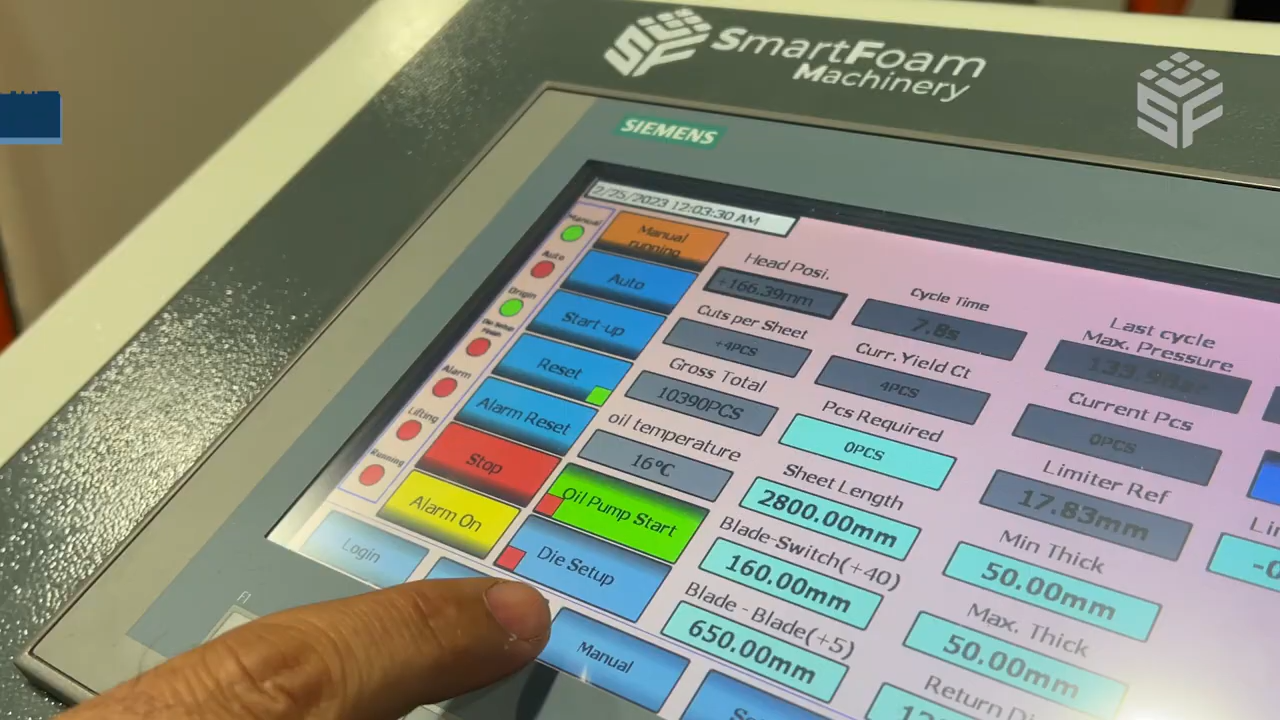 SmartFoam
Machinery
SF
SIEMENS
2/25/2023 12:03:30 AM
Manual
Auto
Origin
Alarm
Lifting
Running
Manual
running
Auto
Start-up
Reset
Alarm Reset
Stop
Alarm On
Login
Head Posi.
+166.39mm
Cuts per Sheet
+4PCS
Gross Total
10390PCS
oil temperature
16°C
Oil Pump Start
Die Setup
Manual
Cycle Time
7.8s
Curr.Yield Ct
4PCS
Pcs Required
0PCS
Sheet Length
2800.00mm
Blade-Switch(+40)
160.00mm
Blade - Blade(+5)
650.00mm
Last cycle
Max. Pressure
Current Pcs
0PCS
Limiter Ref
17.83mm
Min Thick
50.00mm
Max. Thick
50.00mm
Return
F1